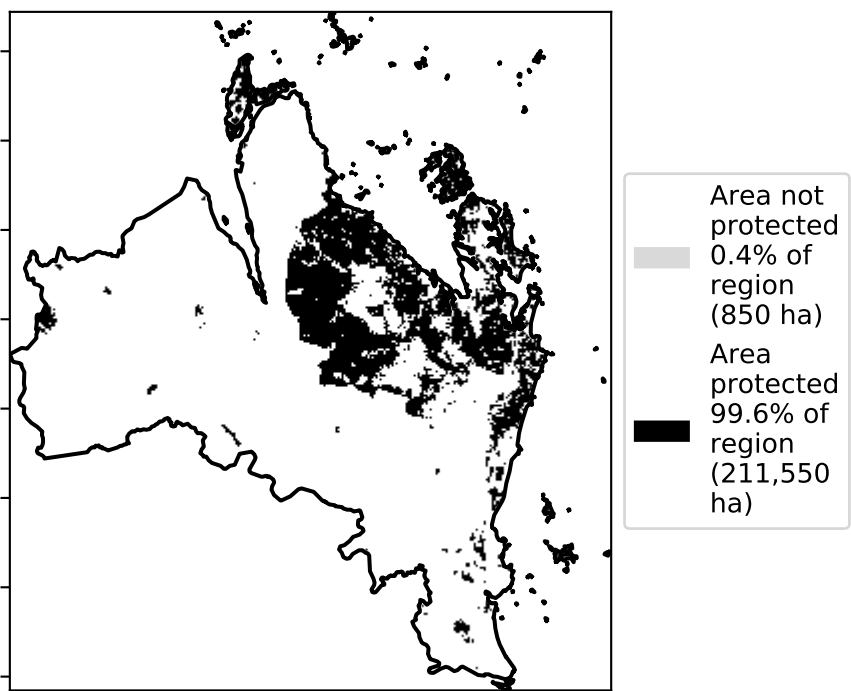 Area not
protected
0.4% of
region
(850 ha)
Area
protected
99.6% of
region
(211,550
ha)